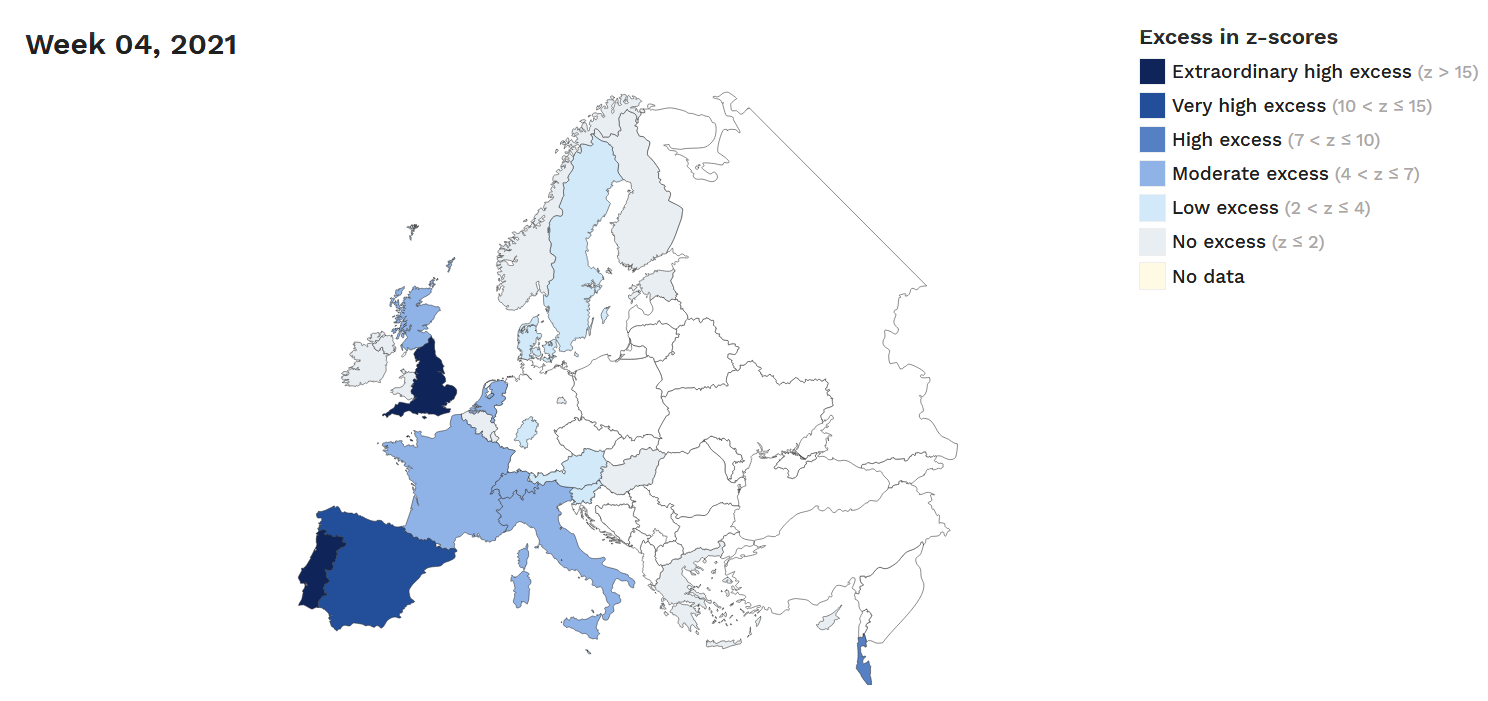 Week 04, 2021
Excess in z-scores
Extraordinary high excess (z > 15)
Very high excess (10 < z ≤ 15)
High excess (7 < z ≤ 10)
Moderate excess (4 < z ≤ 7)
Low excess (2 < z ≤ 4)
No excess (z ≤ 2)
No data